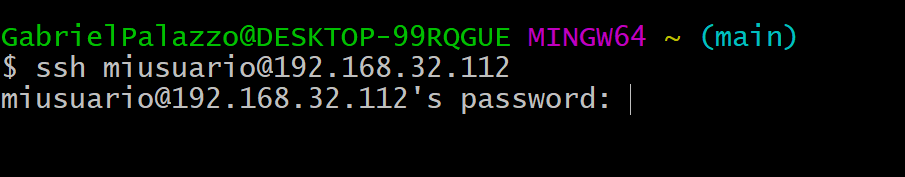 GabrielPalazzo@DESKTOP-99RQGUE MINGW64 ~ (main)
$ ssh miusuario@192.168.32.112
miusuario@192.168.32.112's password: